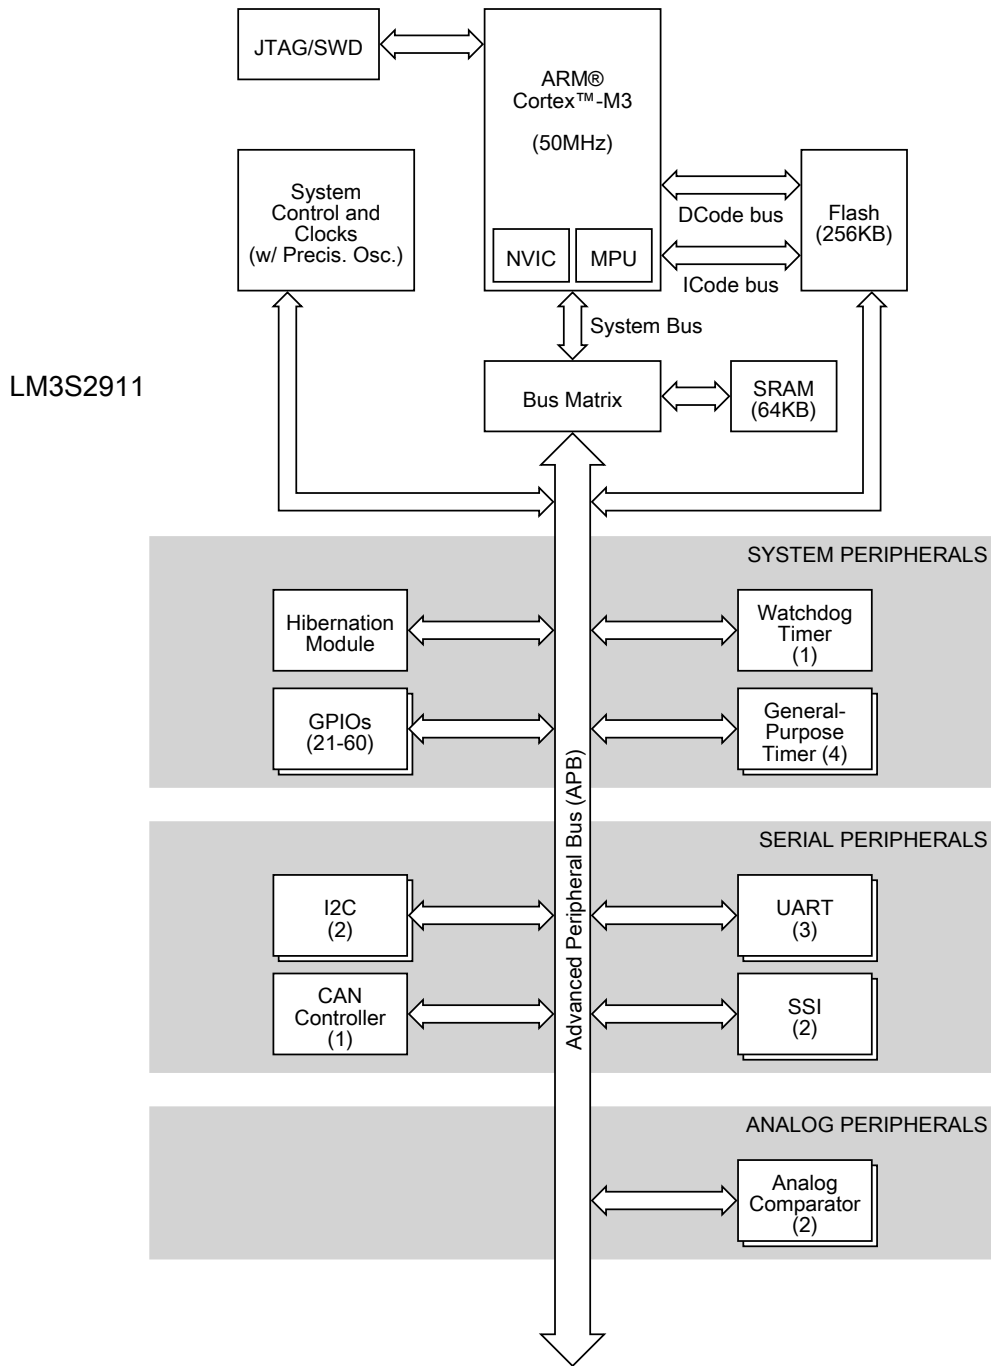 JTAG/SWD
ARM®
Cortex™-M3
(50MHz)
System
Control and
Clocks
(w/ Precis. Osc.)
NVIC
MPU
DCode bus
ICode bus
Flash
(256KB)
System Bus
LM3S2911
Bus Matrix
SRAM
(64KB)
SYSTEM PERIPHERALS
Hibernation
Module
Watchdog
Timer
(1)
GPIOs
(21-60)
General-
Purpose
Timer (4)
Advanced Peripheral Bus (APB)
SERIAL PERIPHERALS
I2C
(2)
UART
(3)
CAN
Controller
(1)
SSI
(2)
ANALOG PERIPHERALS
Analog
Comparator
(2)